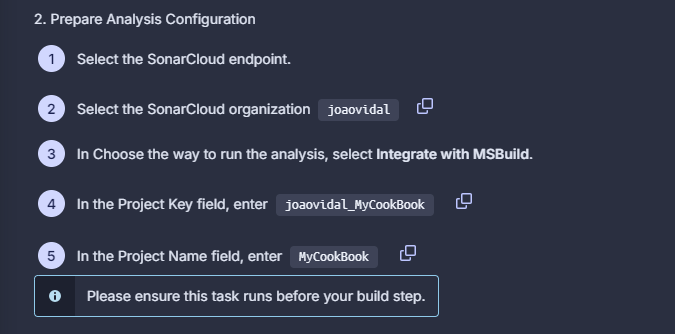 2. Prepare Analysis Configuration
1 Select the SonarCloud endpoint.
2 Select the SonarCloud organization joaovidal
3 In Choose the way to run the analysis, select Integrate with MSBuild.
4 In the Project Key field, enter joaovidal_MyCookBook
5 In the Project Name field, enter MyCookBook
Please ensure this task runs before your build step.